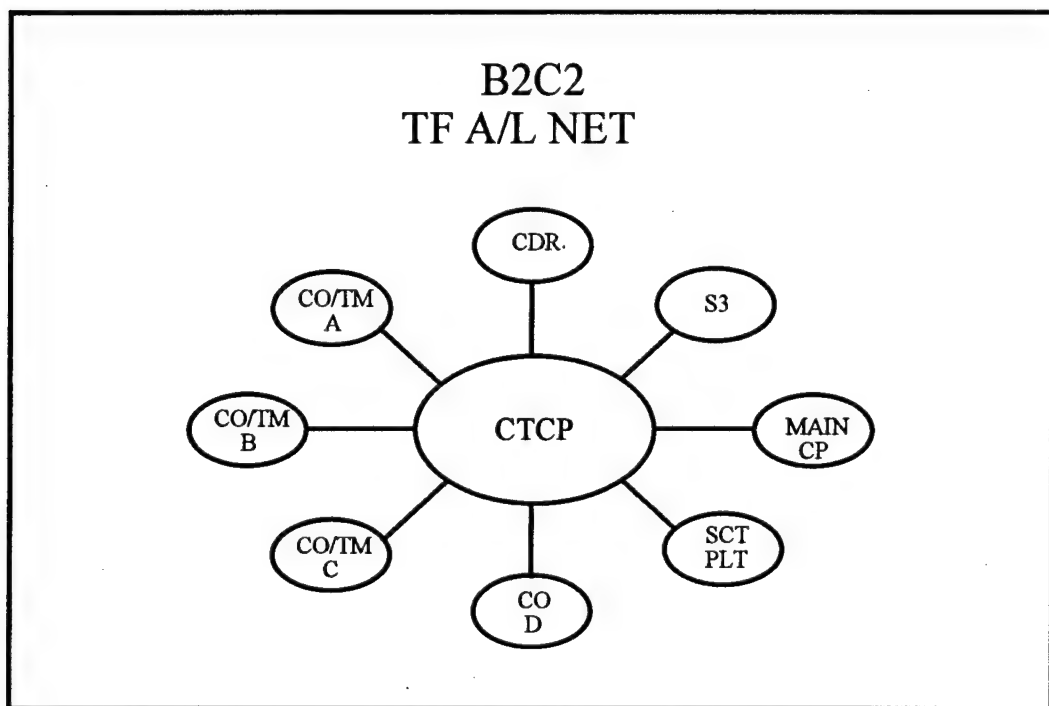 B2C2
TF A/L NET
CDR.
CO/TM
A
S3
CO/TM
B
CTCP
MAIN
CP
CO/TM
C
SCT
PLT
CO
D